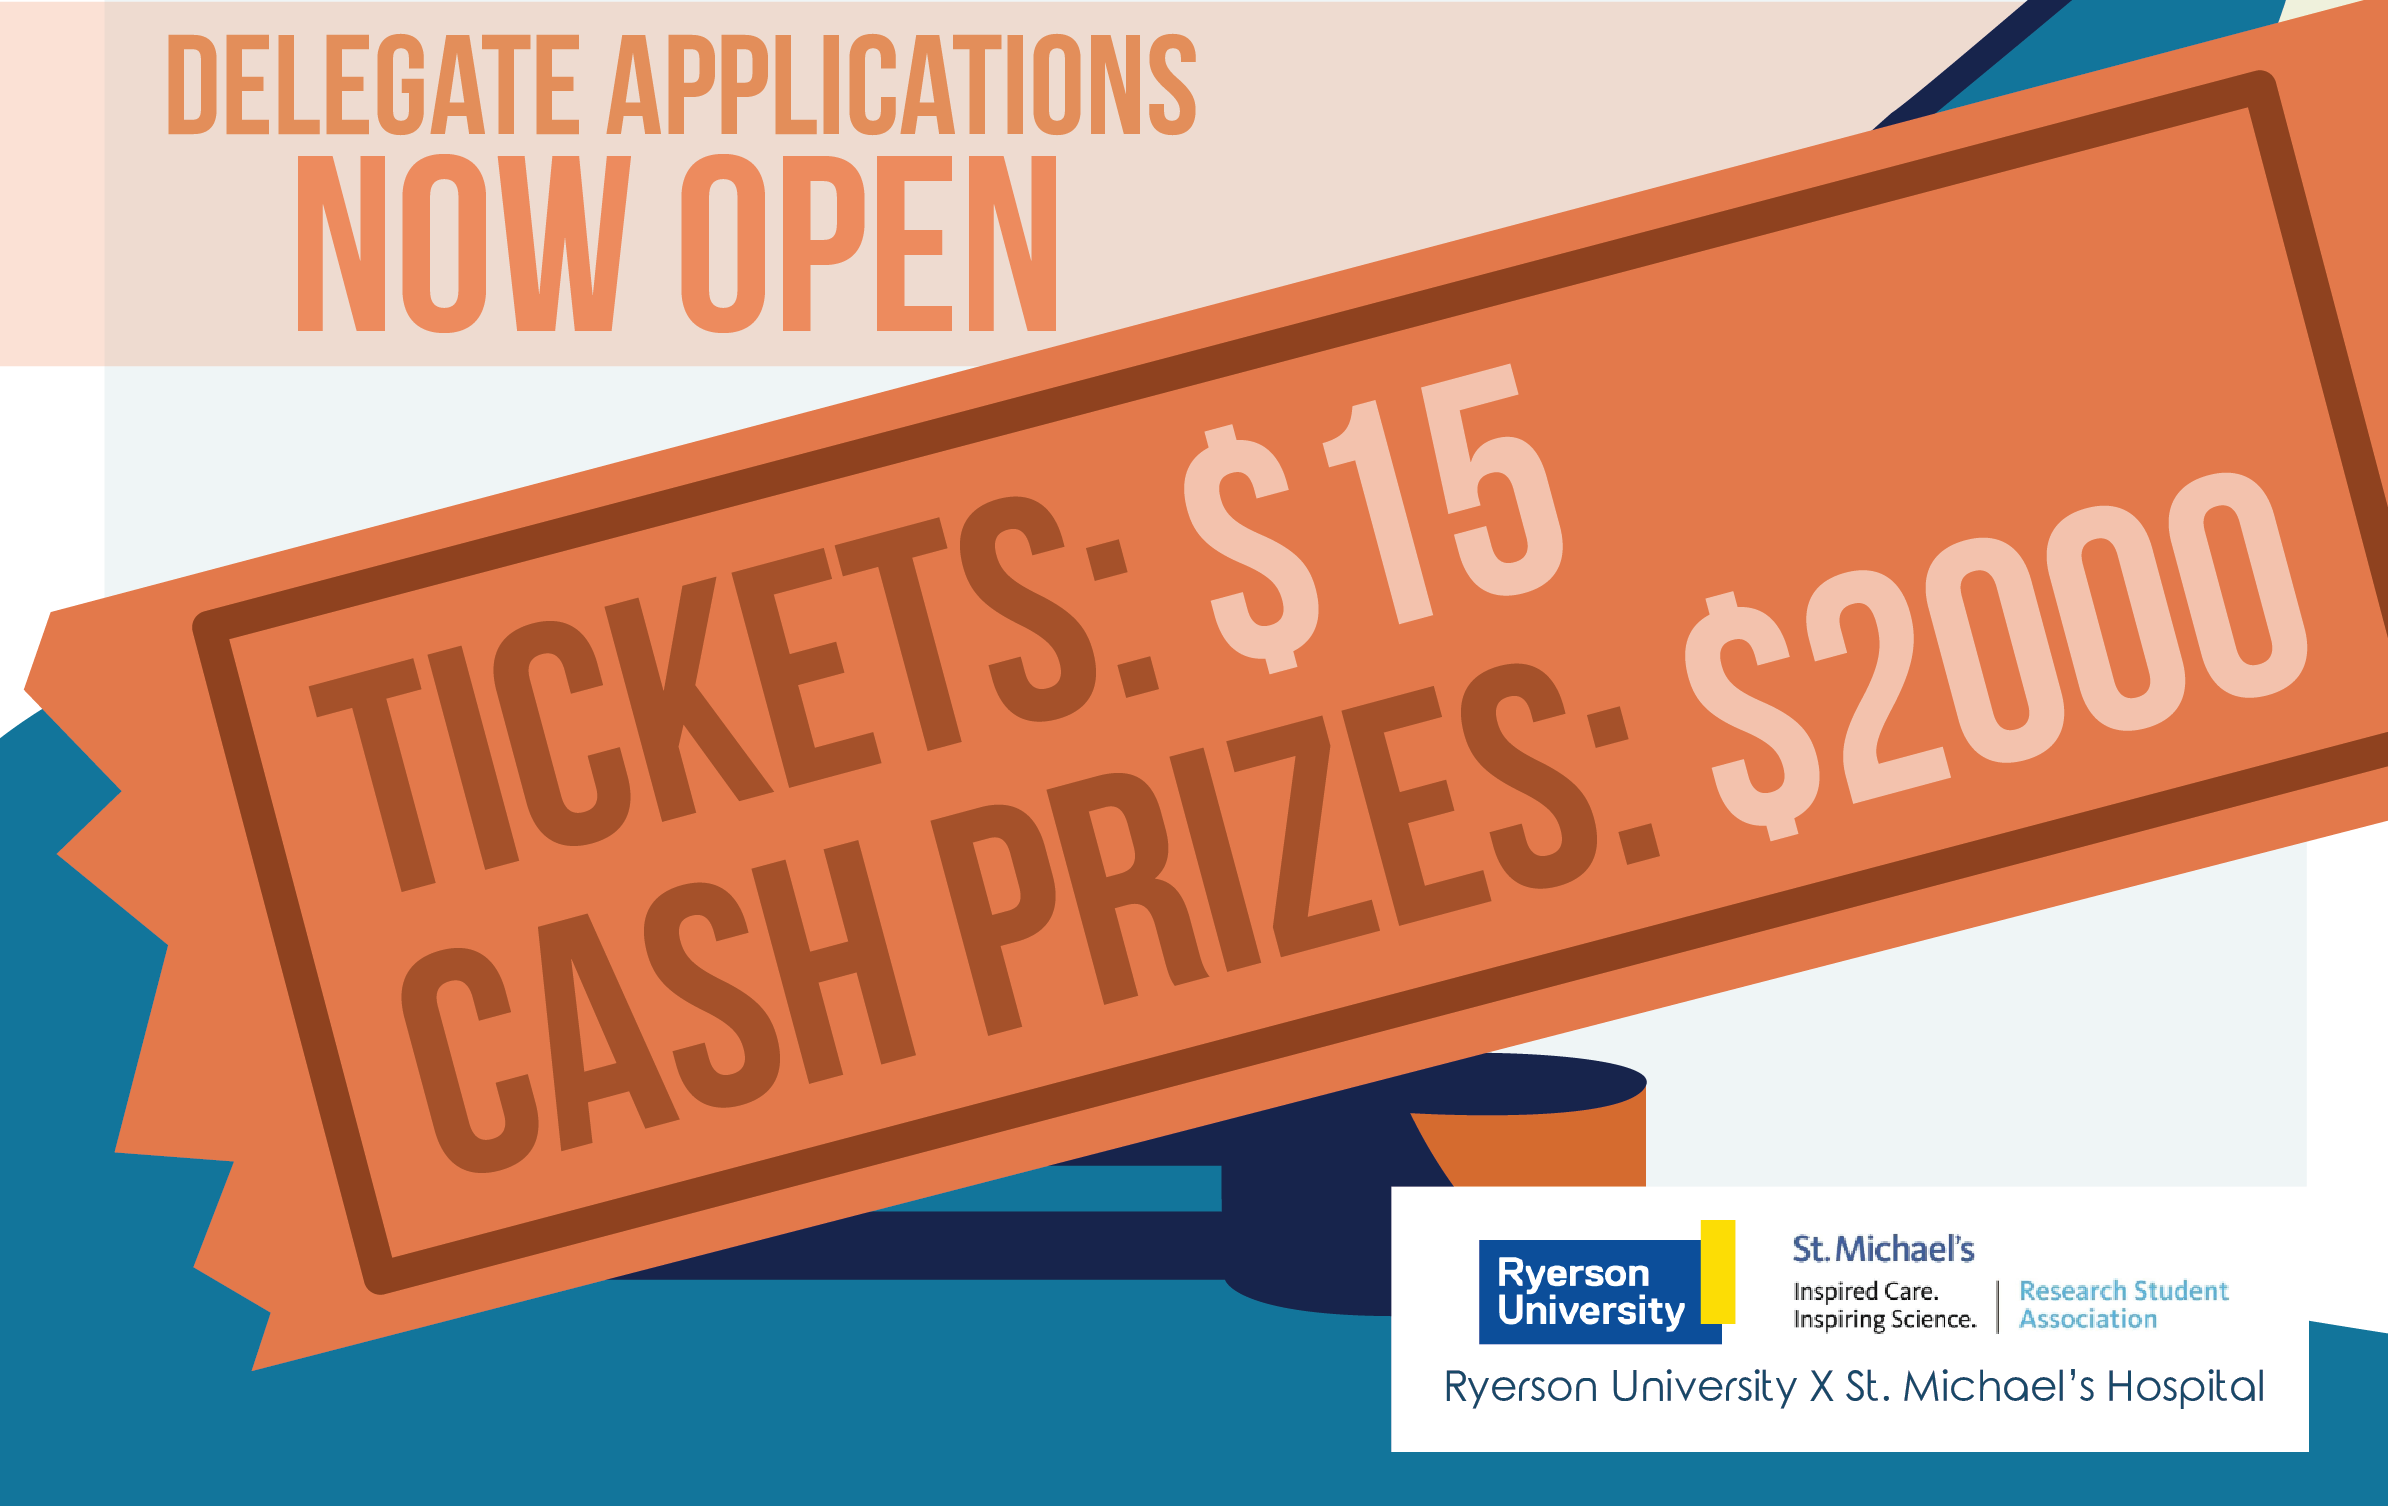 DELEGATE APPLICATIONS
NOW OPEN
TICKETS: $15
CASH PRIZES: $2000
Ryerson
University
St. Michael's
Inspired Care.
Inspiring Science.
Research Student
Association
Ryerson University X St. Michael's Hospital